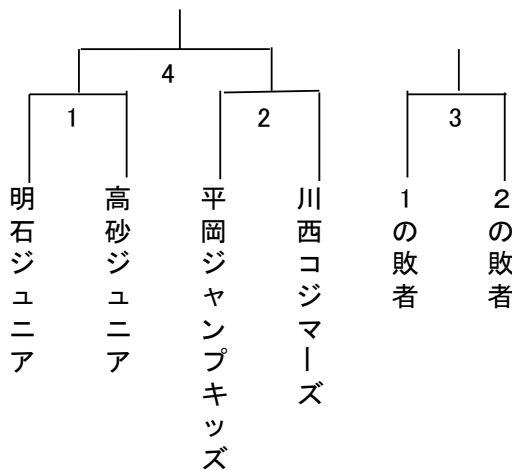 4
1
2
3
明石ジュニア
高砂ジュニア
平岡ジャンプキッズ
川西コジマーズ
1の敗者
2の敗者